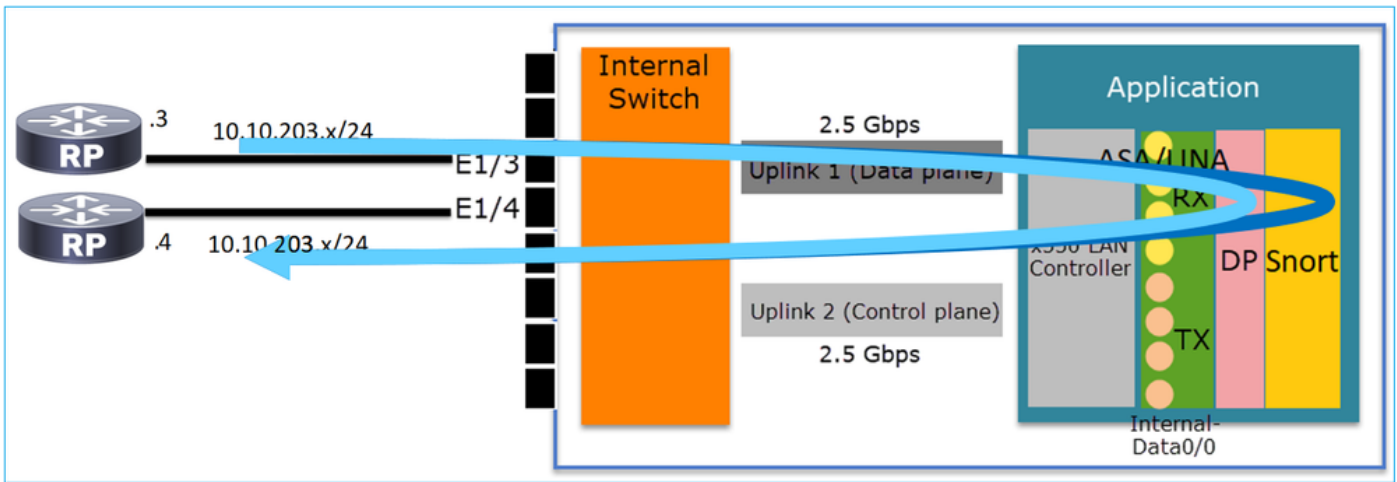 Internal
Switch
Application
2.5 Gbps
.3
10.10.203.x/24
RP
E1/3
Uplink 1 (Data plane)
ASA/LINA
RX
E1/4
RP
.4
10.10.203.x/24
x550 LAN
Controller
DP
Snort
Uplink 2 (Control plane)
TX
2.5 Gbps
Internal-
Data0/0